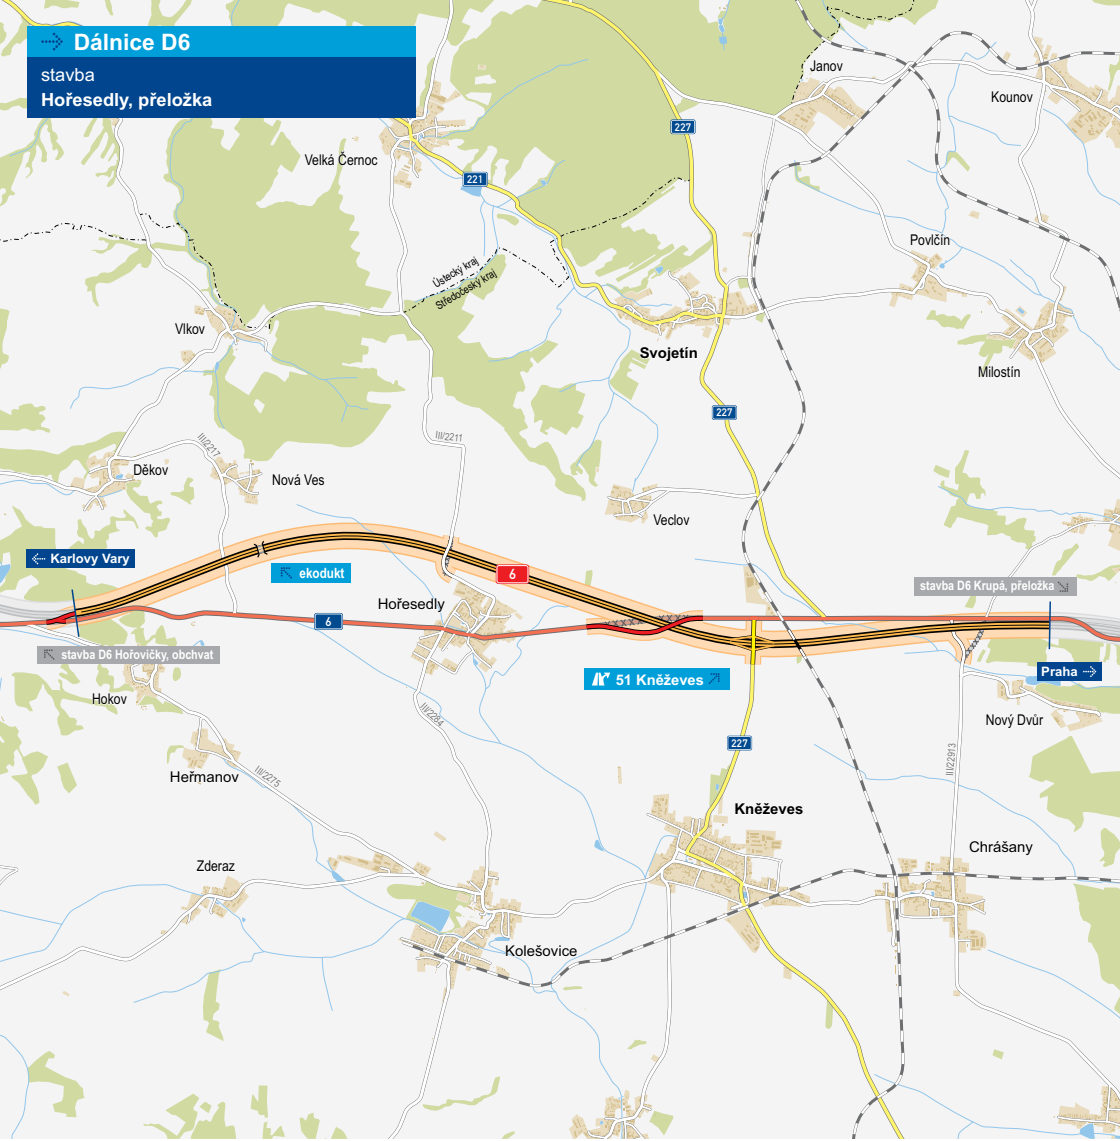 Dálnice D6
stavba
Hořesedly, přeložka
Janov
Kounov
227
Velká Černoc
221
Povlčín
Ústecký kraj
Středočeský kraj
Vlkov
Svojetín
Milostín
227
III/2211
III/2217
Děkov
Nová Ves
Veclov
Karlovy Vary
ekodukt
6
stavba D6 Krupá, přeložka
Hořesedly
6
stavba D6 Hořovičky, obchvat
51 Kněževes
Praha
Hokov
Nový Dvůr
III/2284
227
III/22913
Heřmanov
III/2275
Kněževes
Chrášany
Zderaz
Kolešovice